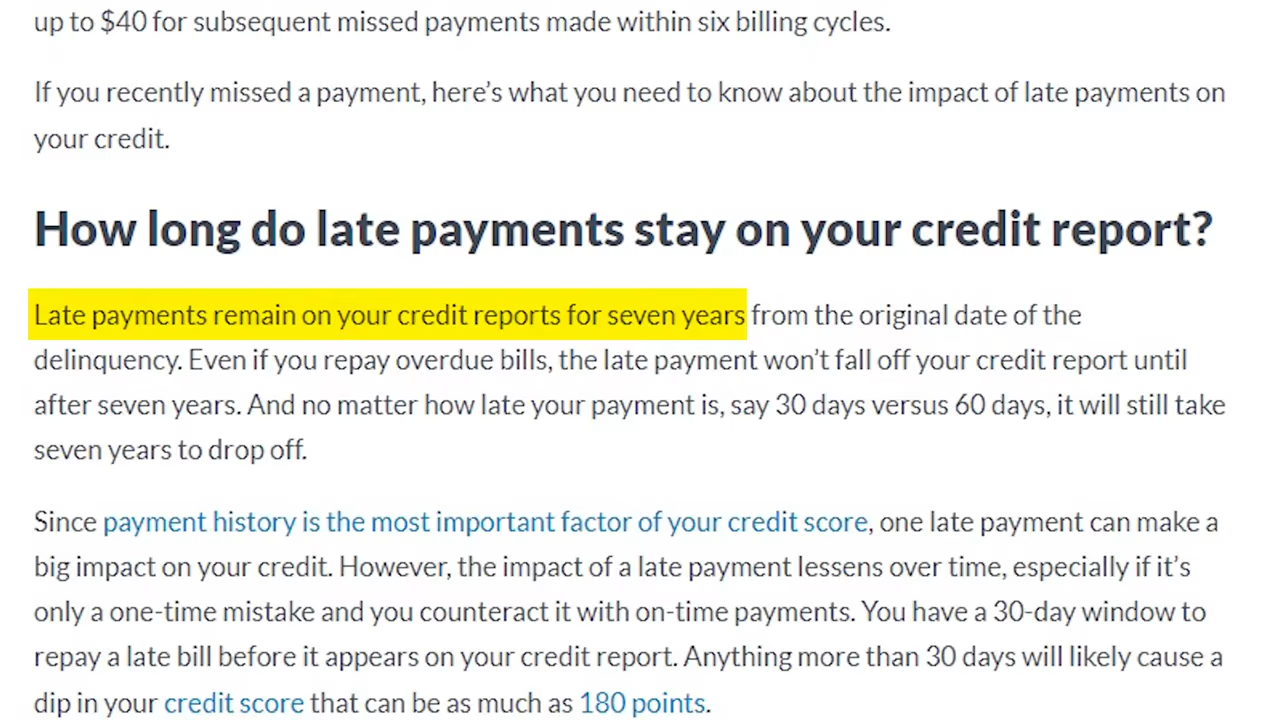 up to $40 for subsequent missed payments made within six billing cycles.
If you recently missed a payment, here’s what you need to know about the impact of late payments on
your credit.
How long do late payments stay on your credit report?
Late payments remain on your credit reports for seven years from the original date of the
delinquency. Even if you repay overdue bills, the late payment won’t fall off your credit report until
after seven years. And no matter how late your payment is, say 30 days versus 60 days, it will still take
seven years to drop off.
Since payment history is the most important factor of your credit score, one late payment can make a
big impact on your credit. However, the impact of a late payment lessens over time, especially if it’s
only a one-time mistake and you counteract it with on-time payments. You have a 30-day window to
repay a late bill before it appears on your credit report. Anything more than 30 days will likely cause a
dip in your credit score that can be as much as 180 points.